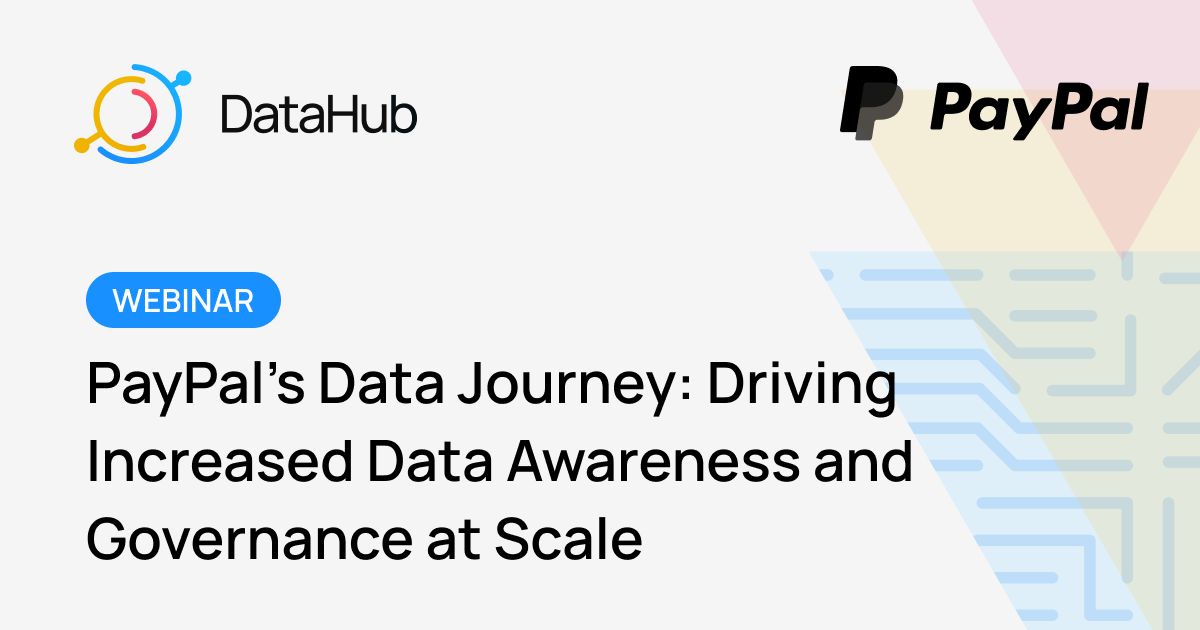 DataHub
PayPal
WEBINAR
PayPal’s Data Journey: Driving
Increased Data Awareness and
Governance at Scale